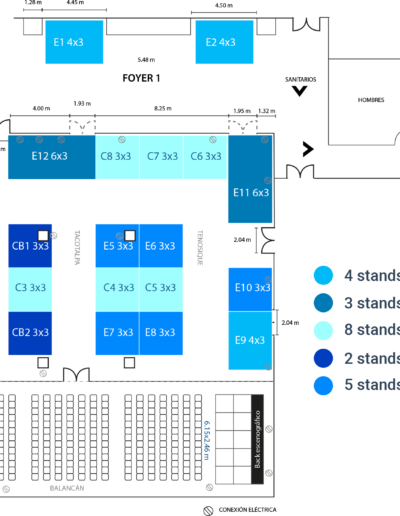 1.28 m 4.45 m 4.50 m
E1 4x3 E2 4x3
5.48 m
FOYER 1
SANITARIOS
HOMBRES
4.00 m 1.93 m 8.25 m 1.95 m 1.32 m
m
E12 6x3 C8 3x3 C7 3x3 C6 3x3
E11 6x3
TACOTALPA
TENOSIQUE
CB1 3x3 E5 3x3 E6 3x3
2.04 m
C3 3x3 C4 3x3 C5 3x3 E10 3x3
CB2 3x3 E7 3x3 E8 3x3 E9 4x3
2.04 m
4 stands
3 stands
8 stands
2 stands
5 stands
6.15x2.46 m
Back escenográfico
BALANCÁN
CONEXIÓN ELÉCTRICA